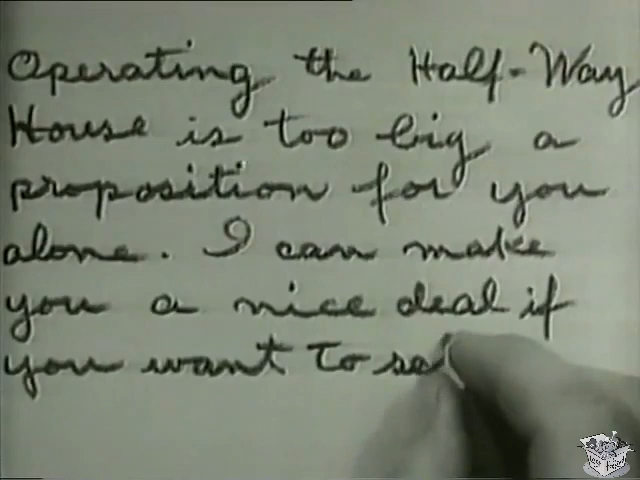 Operating the Half-Way
House is too big a
proposition for you
alone. I can make
you a nice deal if
you want to se